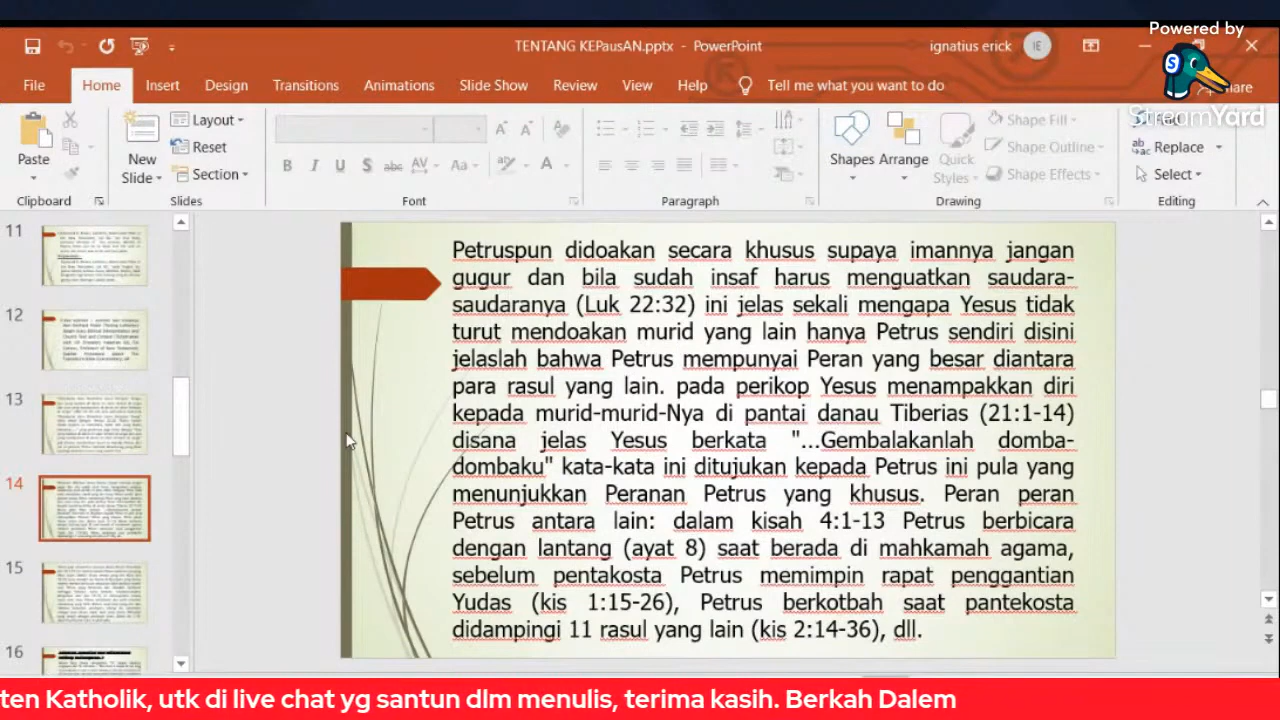 Powered by
StreamYard
TENTANG KEPausAN.pptx - PowerPoint
ignatius erick
IE
File
Home
Insert
Design
Transitions
Animations
Slide Show
Review
View
Help
Tell me what you want to do
Paste
New
Slide
Layout
Reset
Section
Shapes
Arrange
Quick
Styles
Shape Fill
Shape Outline
Shape Effects
Replace
Select
Clipboard
Slides
Font
Paragraph
Drawing
Editing
11
12
13
14
15
16
Petruspun didoakan secara khusus supaya imannya jangan
gugur dan bila sudah insaf harus menguatkan saudara-
saudaranya (Luk 22:32) ini jelas sekali mengapa Yesus tidak
turut mendoakan murid yang lain hanya Petrus sendiri disini
jelaslah bahwa Petrus mempunyai Peran yang besar diantara
para rasul yang lain. pada perikop Yesus menampakkan diri
kepada murid-murid-Nya di pantai danau Tiberias (21:1-14)
disana jelas Yesus berkata "...Gembalakanlah domba-
dombaku" kata-kata ini ditujukan kepada Petrus ini pula yang
menunjukkan Peranan Petrus yang khusus. Peran peran
Petrus antara lain: dalam kisah 4:1-13 Petrus berbicara
dengan lantang (ayat 8) saat berada di mahkamah agama,
sebelum pentakosta Petrus memimpin rapat penggantian
Yudas (kis 1:15-26), Petrus berkotbah saat pantekosta
didampingi 11 rasul yang lain (kis 2:14-36), dll.
ten Katholik, utk di live chat yg santun dlm menulis, terima kasih. Berkah Dalem